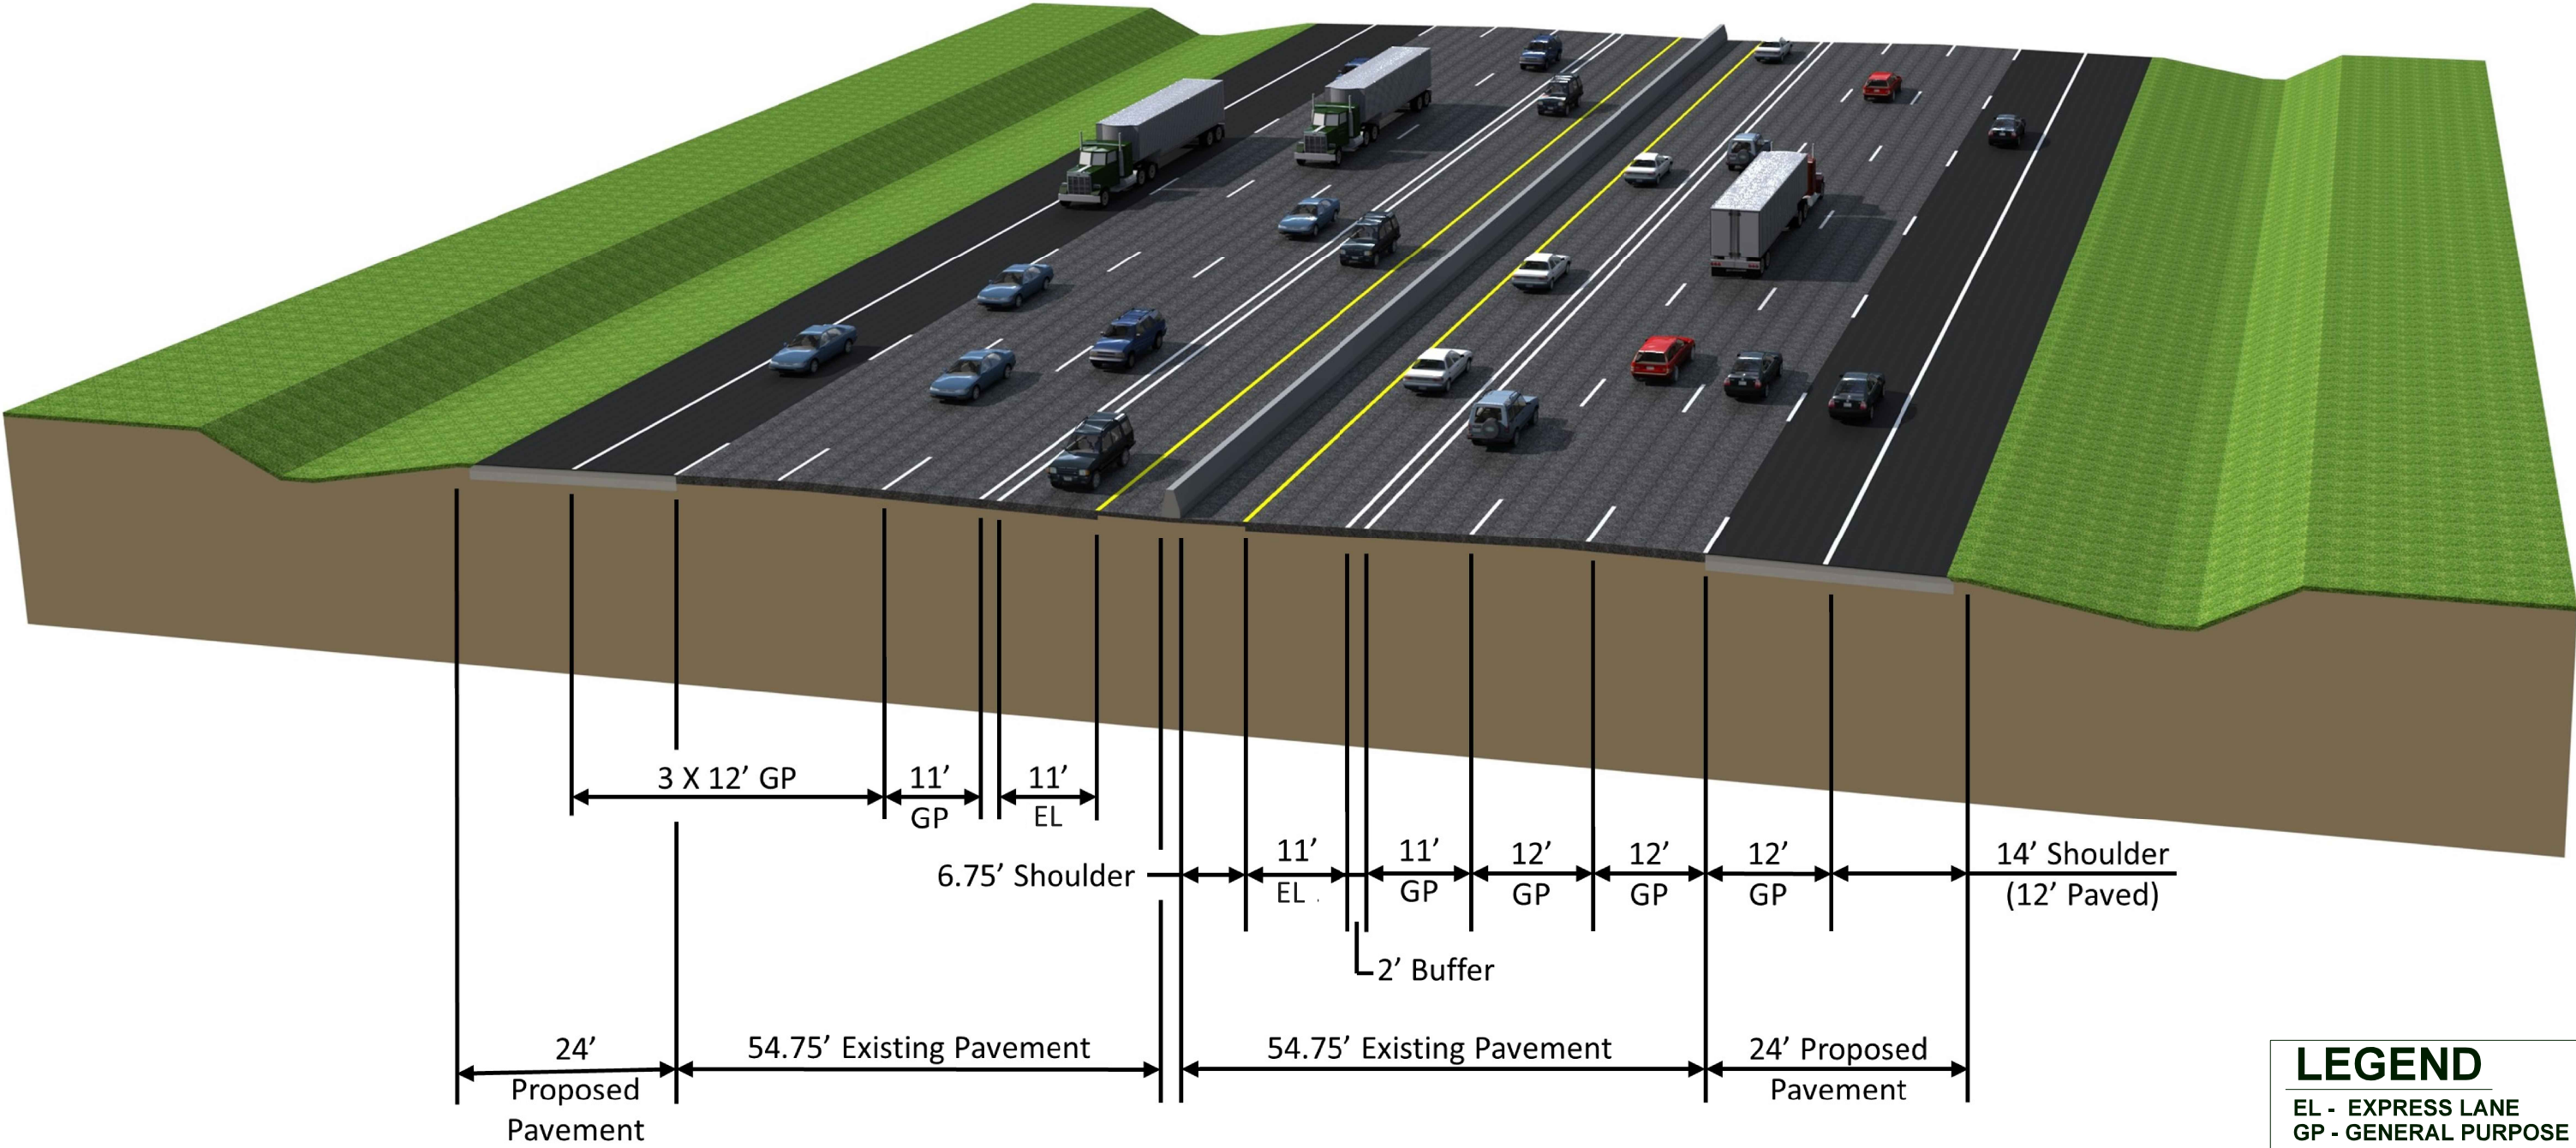 3 X 12’ GP
11’
GP
11’
EL
6.75’ Shoulder
11’
EL
11’
GP
12’
GP
12’
GP
12’
GP
14’ Shoulder
(12’ Paved)
2’ Buffer
24’
Proposed
Pavement
54.75’ Existing Pavement
54.75’ Existing Pavement
24’ Proposed
Pavement
LEGEND
EL - EXPRESS LANE
GP - GENERAL PURPOSE